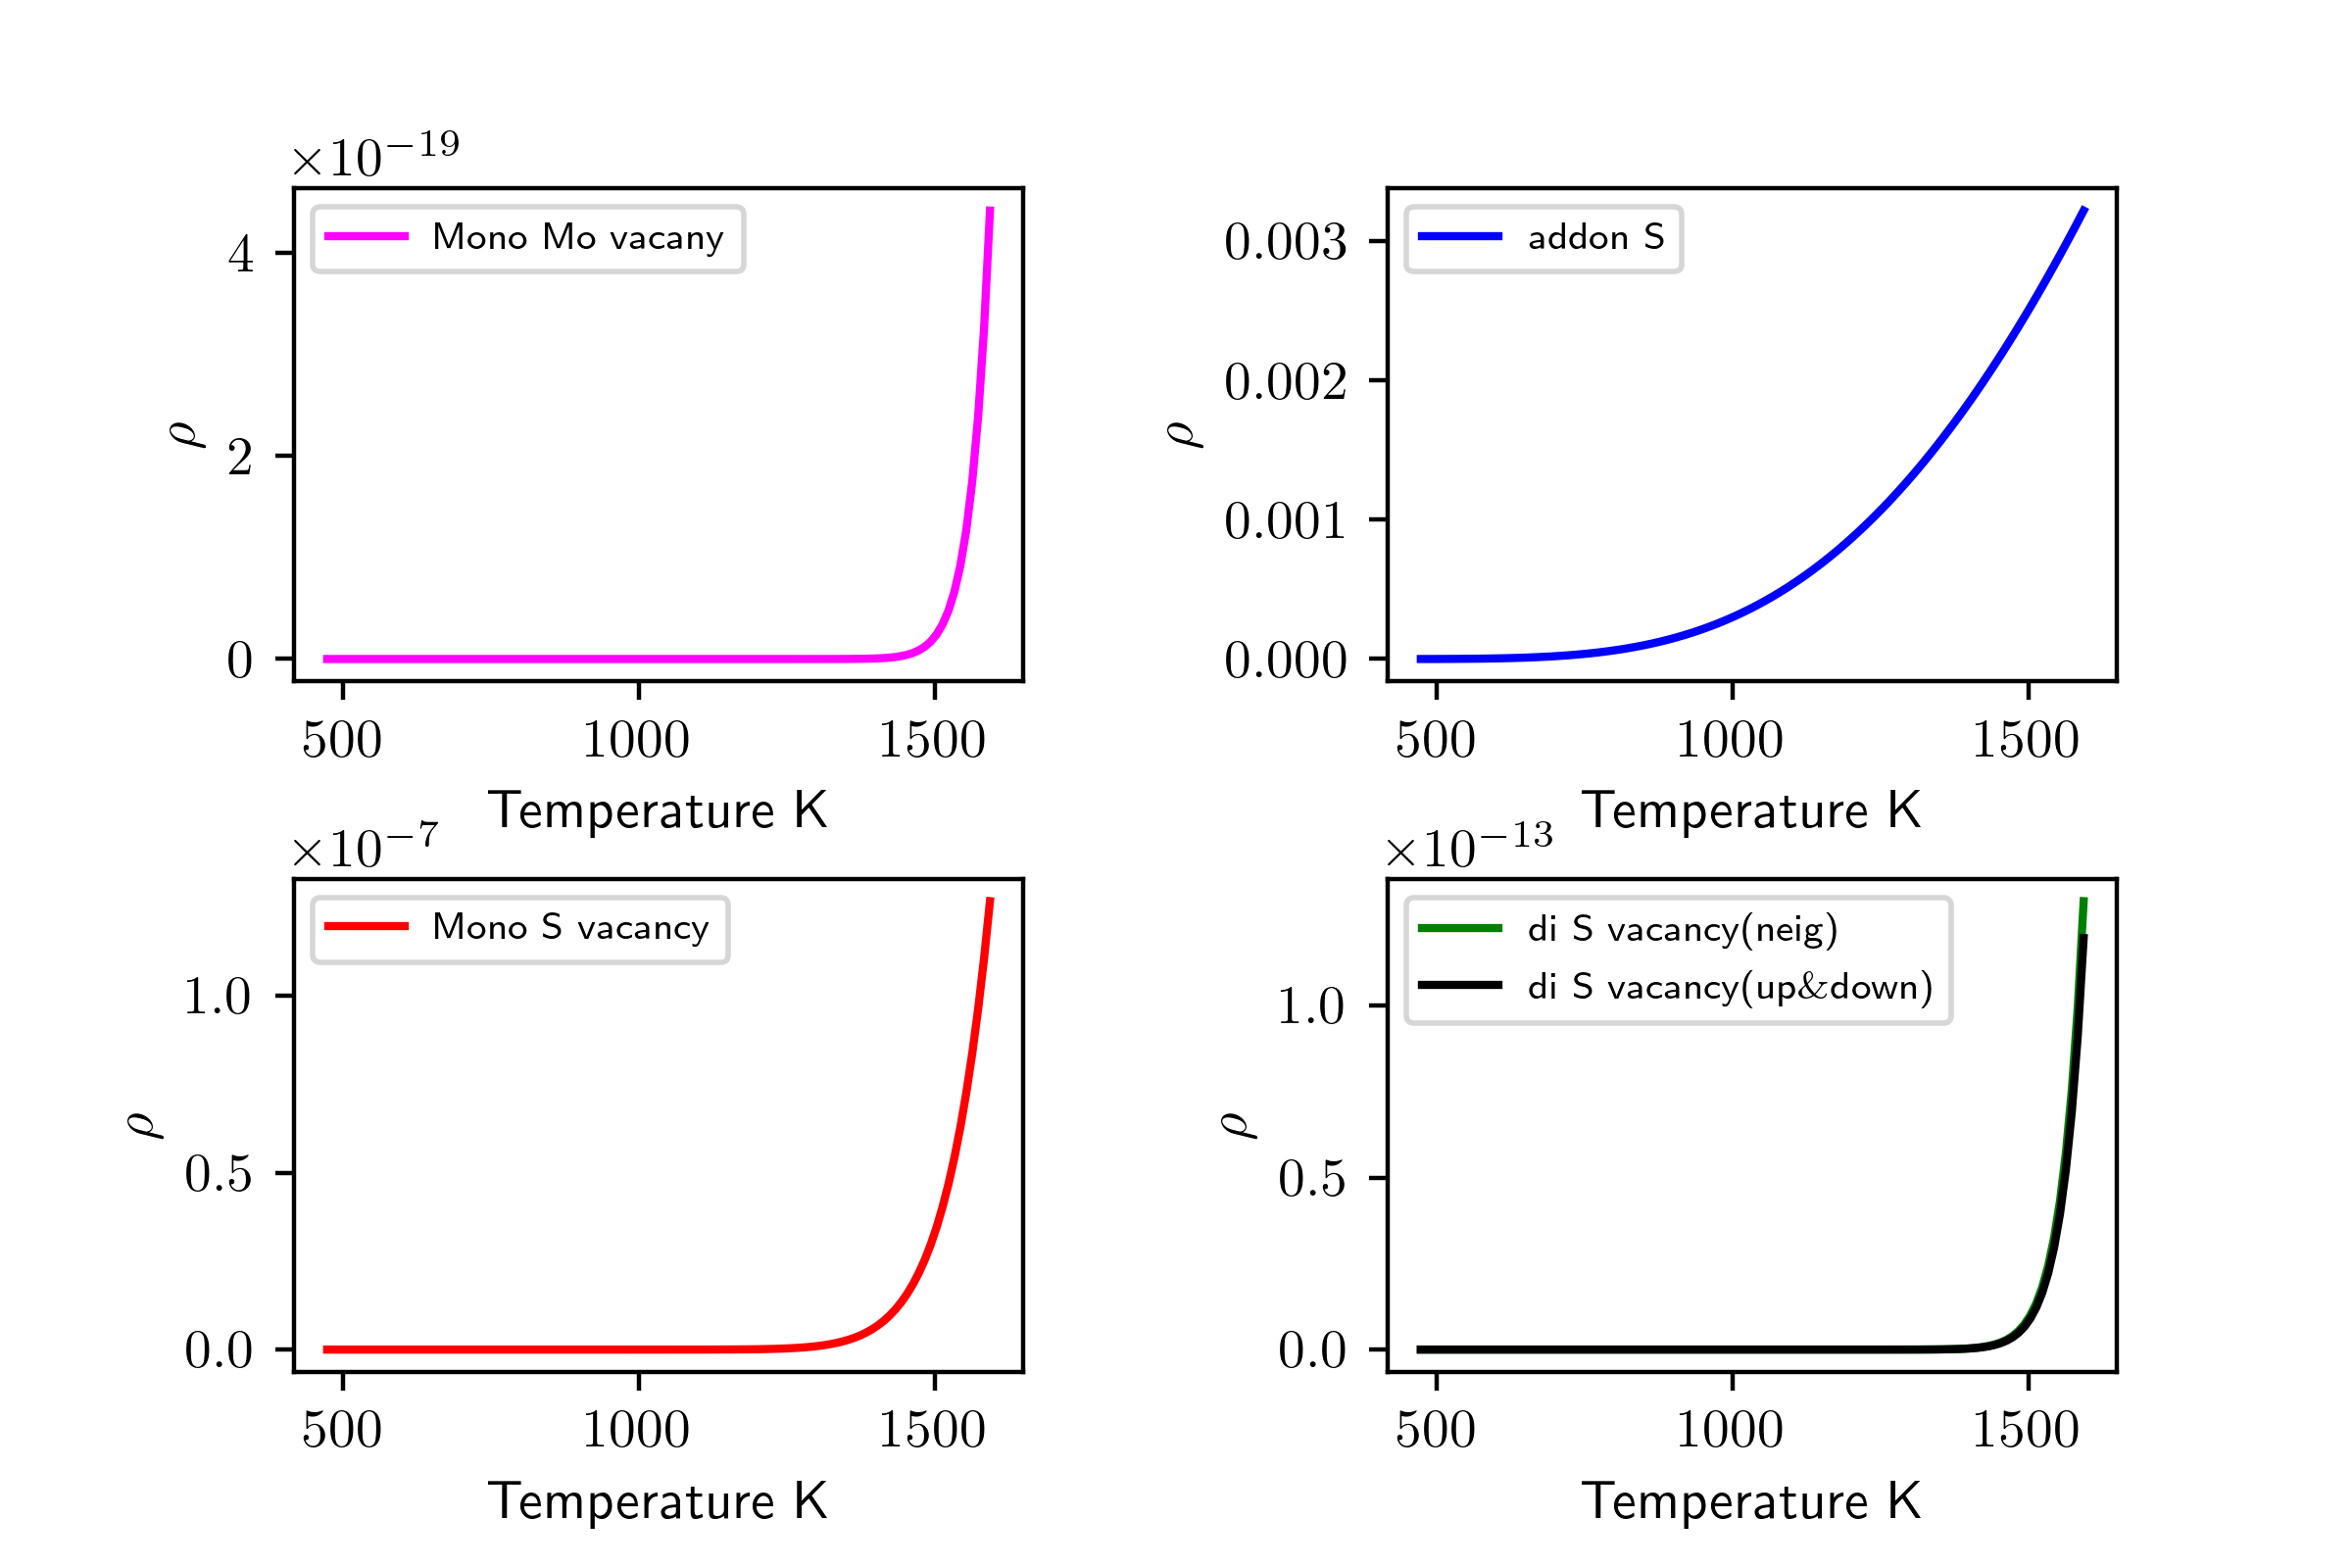 ×10⁻¹⁹
Mono Mo vacany
4
2
0
ρ
500 1000 1500
Temperature K
addon S
0.003
0.002
0.001
0.000
ρ
500 1000 1500
Temperature K
×10⁻⁷
Mono S vacancy
1.0
0.5
0.0
ρ
500 1000 1500
Temperature K
×10⁻¹³
di S vacancy(neig)
di S vacancy(up&down)
1.0
0.5
0.0
ρ
500 1000 1500
Temperature K